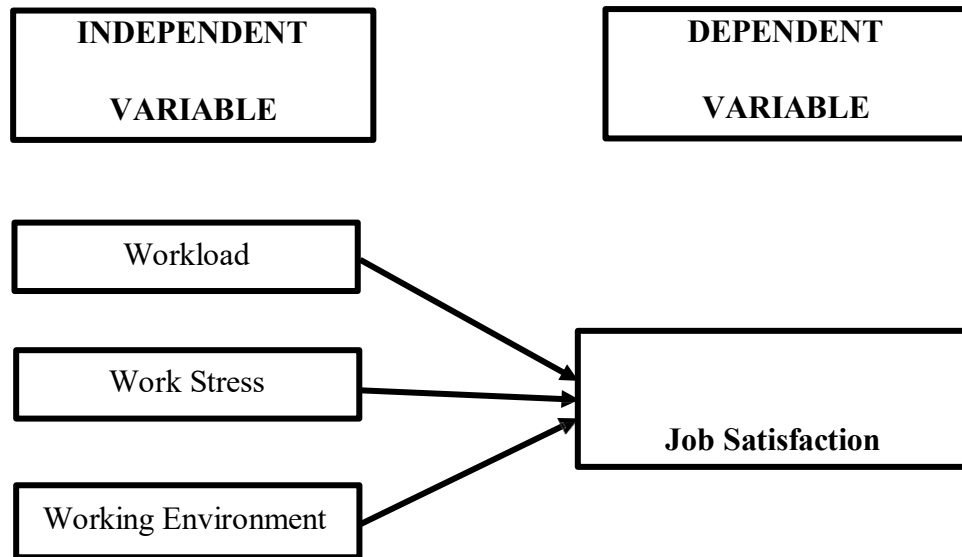 INDEPENDENT
VARIABLE
DEPENDENT
VARIABLE
Workload
Work Stress
Job Satisfaction
Working Environment